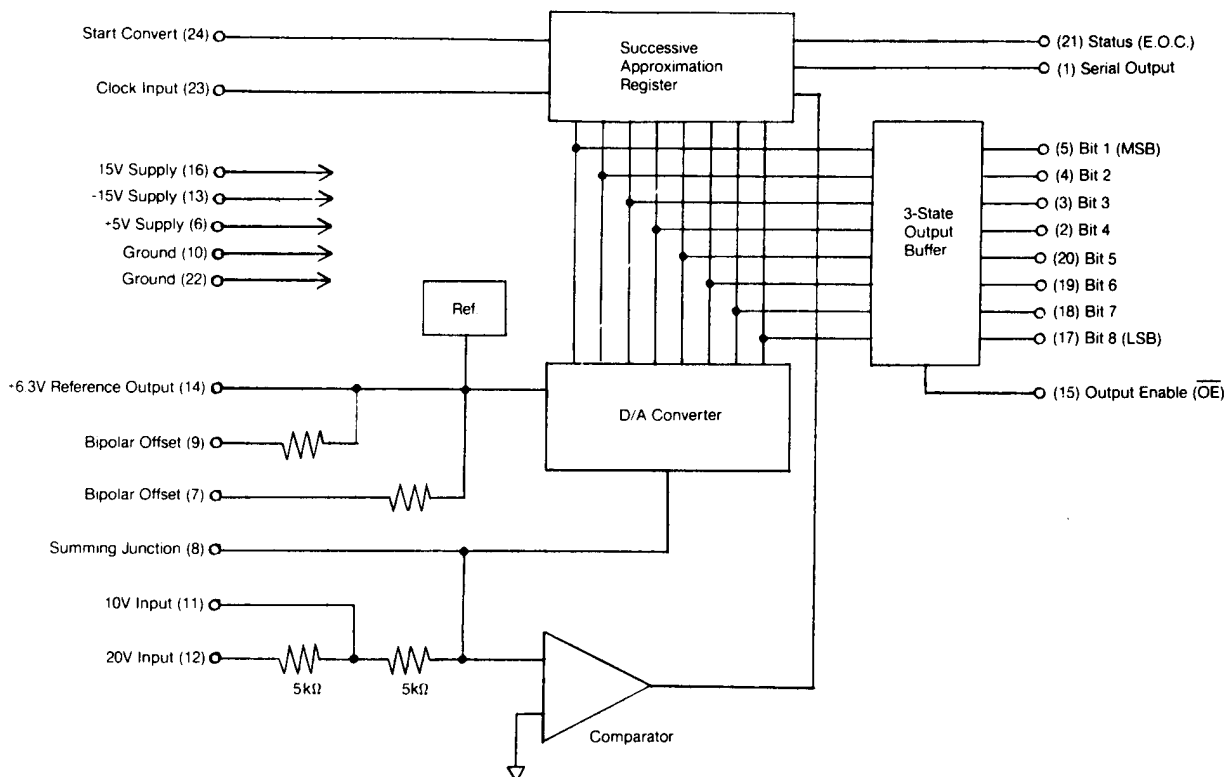 Start Convert (24)
Clock Input (23)
Successive
Approximation
Register
(21) Status (E.O.C.)
(1) Serial Output
15V Supply (16)
-15V Supply (13)
+5V Supply (6)
Ground (10)
Ground (22)
3-State
Output
Buffer
(5) Bit 1 (MSB)
(4) Bit 2
(3) Bit 3
(2) Bit 4
(20) Bit 5
(19) Bit 6
(18) Bit 7
(17) Bit 8 (LSB)
(15) Output Enable (O̅E̅)
Ref.
+6.3V Reference Output (14)
Bipolar Offset (9)
Bipolar Offset (7)
D/A Converter
Summing Junction (8)
10V Input (11)
20V Input (12)
5kΩ
5kΩ
Comparator